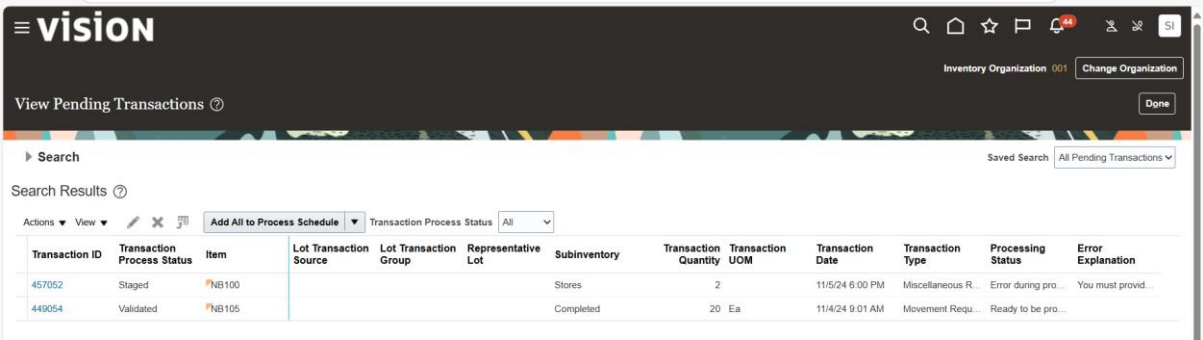 vision
44
SI
Inventory Organization 001 Change Organization
View Pending Transactions ?
Done
Search
Saved Search All Pending Transactions
Search Results ?
Actions View Add All to Process Schedule Transaction Process Status All
Transaction ID Transaction Process Status Item Lot Transaction Source Lot Transaction Group Representative Lot Subinventory Transaction Quantity Transaction UOM Transaction Date Transaction Type Processing Status Error Explanation
457052 Staged NB100 Stores 2 11/5/24 6:00 PM Miscellaneous R... Error during pro... You must provid...
449054 Validated NB105 Completed 20 Ea 11/4/24 9:01 AM Movement Requ... Ready to be pro...